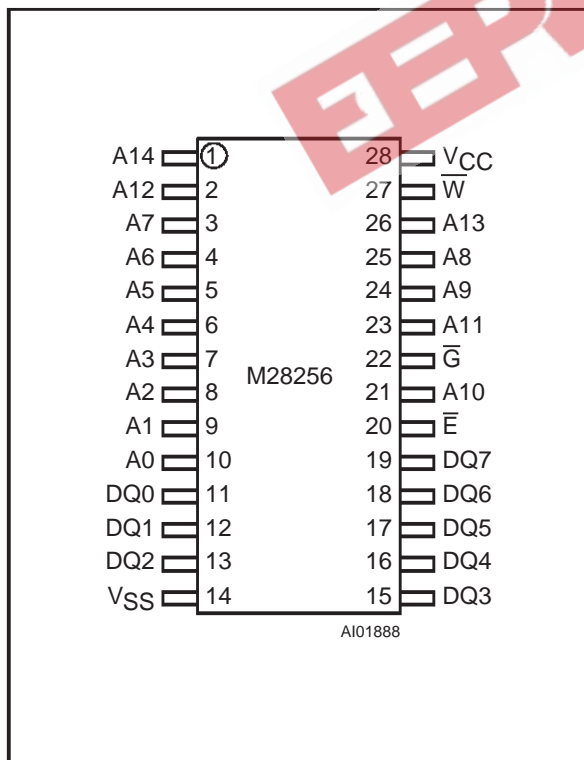 EEP
A14 1 28 VCC
A12 2 27 W̅
A7 3 26 A13
A6 4 25 A8
A5 5 24 A9
A4 6 23 A11
A3 7 22 G̅
M28256
A2 8 21 A10
A1 9 20 E̅
A0 10 19 DQ7
DQ0 11 18 DQ6
DQ1 12 17 DQ5
DQ2 13 16 DQ4
VSS 14 15 DQ3
AI01888